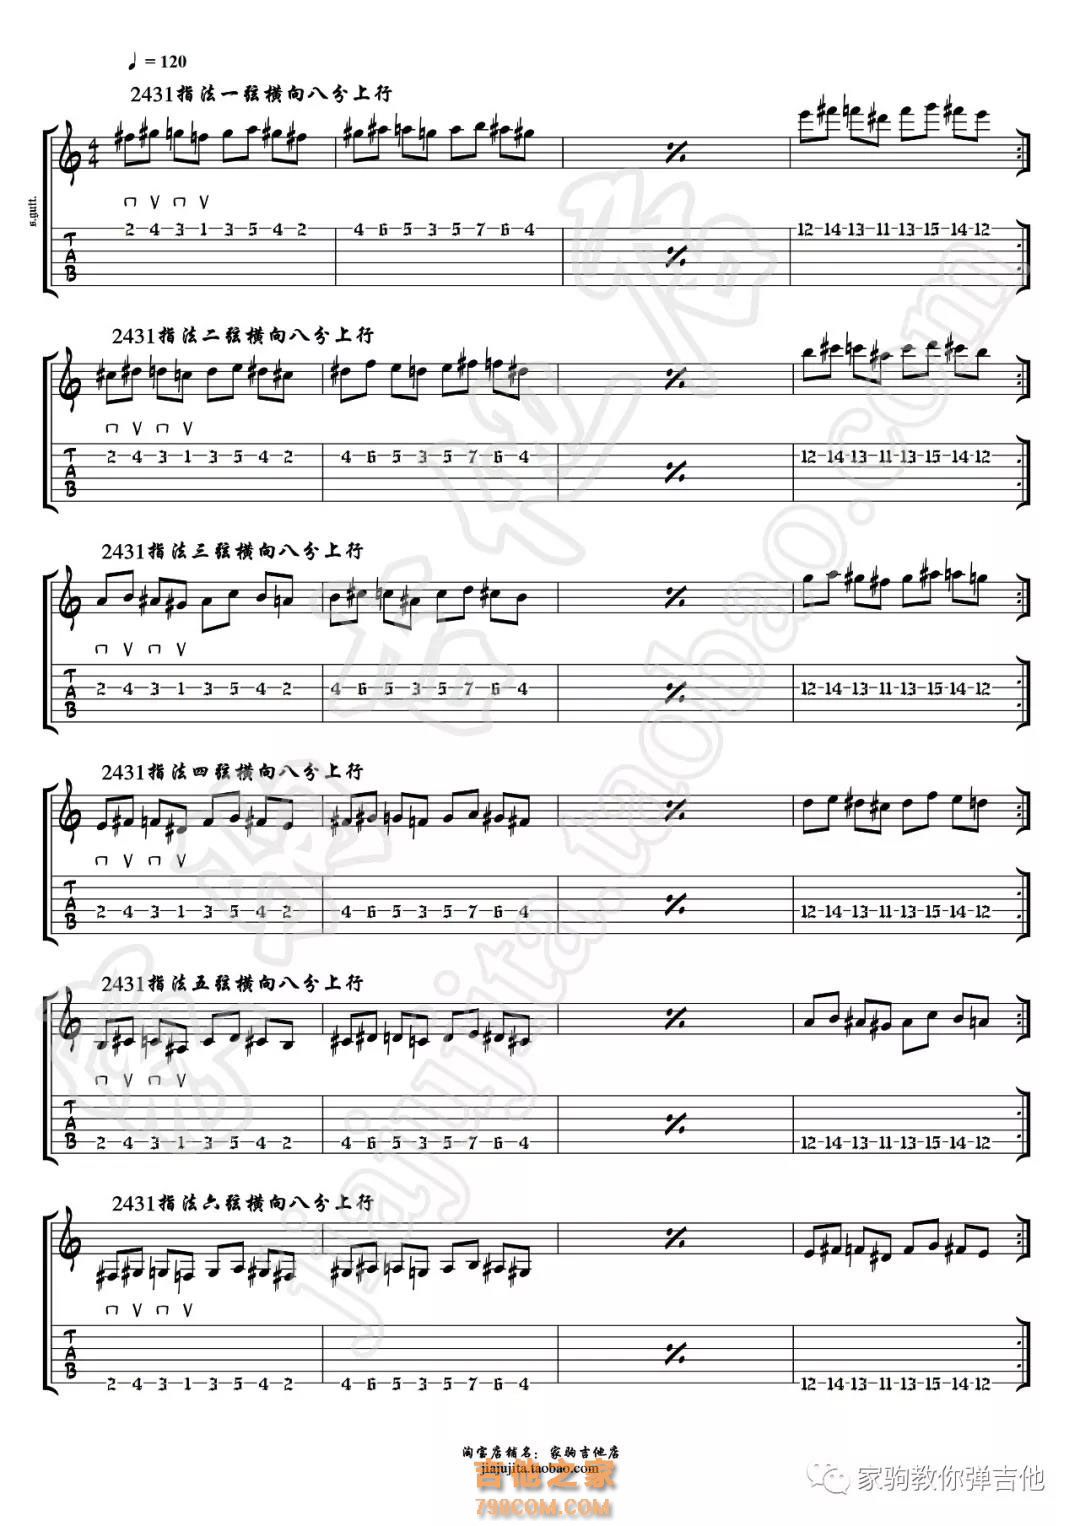 ♩= 120
2431指法一弦横向八分上行
4
4
s.guit.
⊓ V ⊓ V
T
A
B
2 4 3 1 3 5 4 2 4 6 5 3 5 7 6 4 12 14 13 11 13 15 14 12
2431指法二弦横向八分上行
⊓ V ⊓ V
T
A
B
2 4 3 1 3 5 4 2 4 6 5 3 5 7 6 4 12 14 13 11 13 15 14 12
2431指法三弦横向八分上行
⊓ V ⊓ V
T
A
B
2 4 3 1 3 5 4 2 4 6 5 3 5 7 6 4 12 14 13 11 13 15 14 12
2431指法四弦横向八分上行
⊓ V ⊓ V
T
A
B
2 4 3 1 3 5 4 2 4 6 5 3 5 7 6 4 12 14 13 11 13 15 14 12
2431指法五弦横向八分上行
⊓ V ⊓ V
T
A
B
2 4 3 1 3 5 4 2 4 6 5 3 5 7 6 4 12 14 13 11 13 15 14 12
2431指法六弦横向八分上行
⊓ V ⊓ V
T
A
B
2 4 3 1 3 5 4 2 4 6 5 3 5 7 6 4 12 14 13 11 13 15 14 12
jiajujita.taobao.com
淘宝店铺名：家驹吉他店
jiajujita.taobao.com
吉他之家
798COM.COM
家驹教你弹吉他